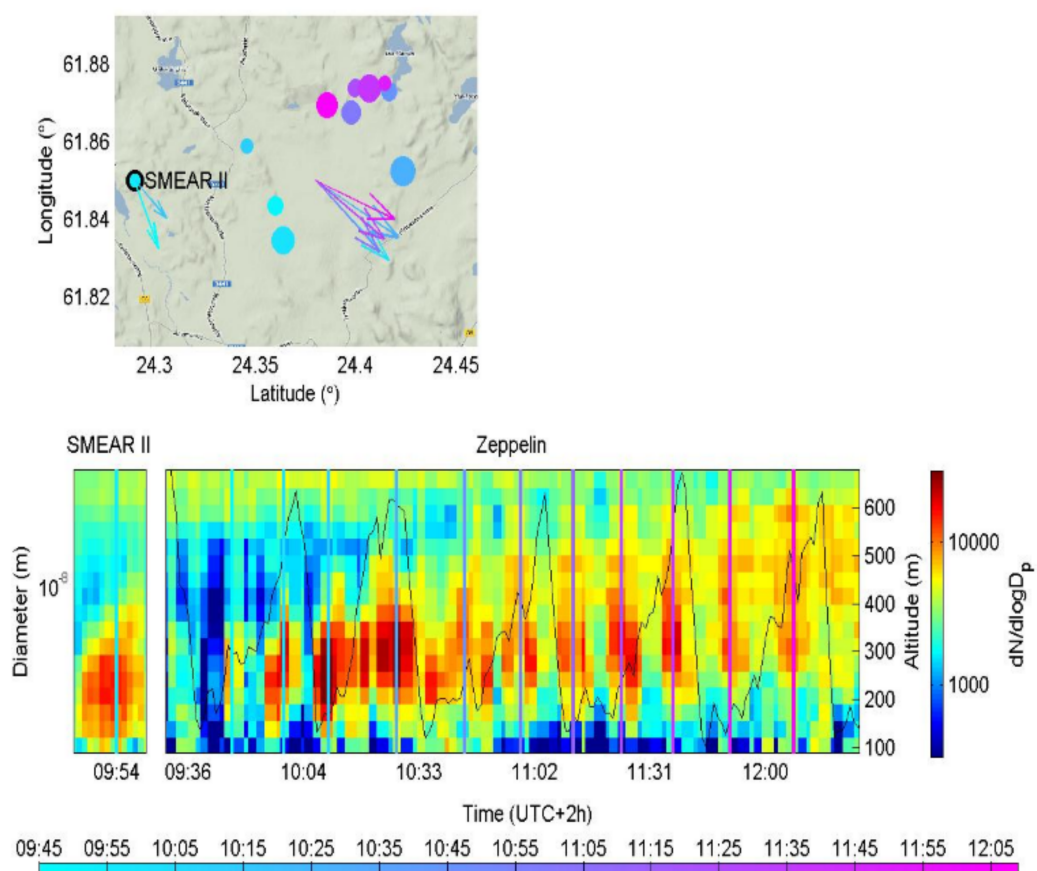 61.88
61.86
SMEAR II
61.84
61.82
Longitude (°)
24.3 24.35 24.4 24.45
Latitude (°)
SMEAR II Zeppelin
600
500
10000
10⁻⁸
400
300
1000
200
100
Diameter (m)
Altitude (m)
dN/dlogDₚ
09:54 09:36 10:04 10:33 11:02 11:31 12:00
Time (UTC+2h)
09:45 09:55 10:05 10:15 10:25 10:35 10:45 10:55 11:05 11:15 11:25 11:35 11:45 11:55 12:05